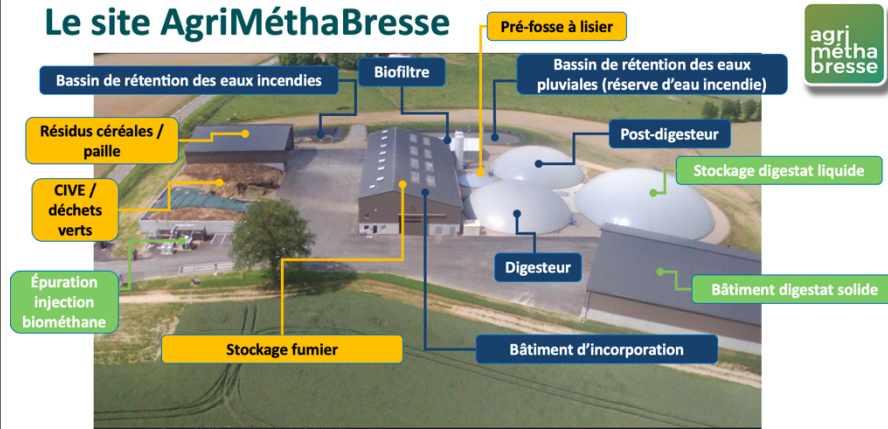 Le site AgriMéthaBresse
agri
métha
bresse
Pré-fosse à lisier
Bassin de rétention des eaux incendies
Biofiltre
Bassin de rétention des eaux
pluviales (réserve d'eau incendie)
Résidus céréales /
paille
Post-digesteur
Stockage digestat liquide
CIVE /
déchets
verts
Digesteur
Épuration
injection
biométhane
Bâtiment digestat solide
Stockage fumier
Bâtiment d'incorporation